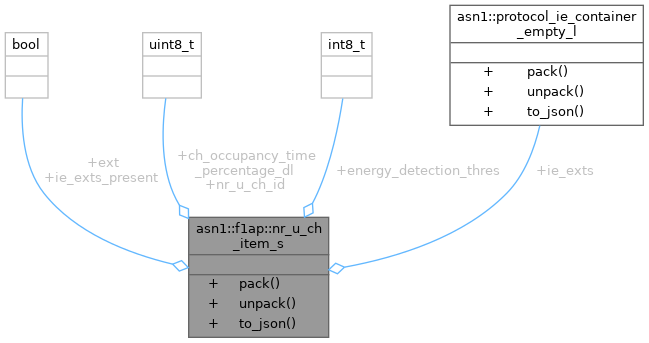 asn1::protocol_ie_container
_empty_l
+ pack()
+ unpack()
+ to_json()
bool
uint8_t
int8_t
+ext
+ie_exts_present
+ch_occupancy_time
_percentage_dl
+nr_u_ch_id
+energy_detection_thres
+ie_exts
asn1::f1ap::nr_u_ch
_item_s
+ pack()
+ unpack()
+ to_json()